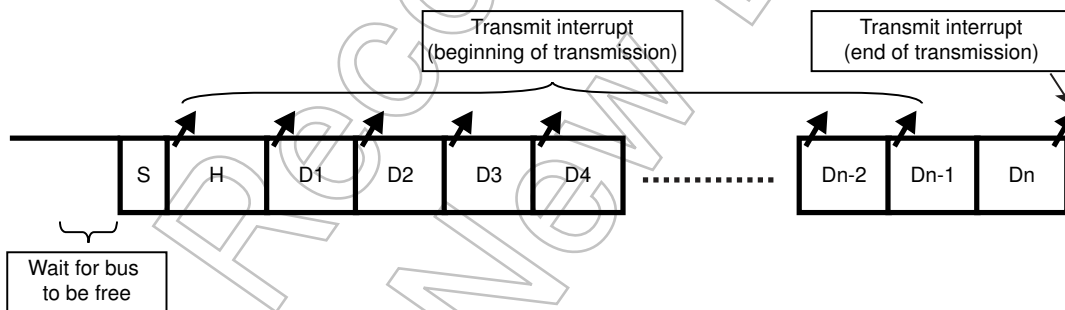 Transmit interrupt
(beginning of transmission)
Transmit interrupt
(end of transmission)
S H D1 D2 D3 D4 Dn-2 Dn-1 Dn
Wait for bus
to be free